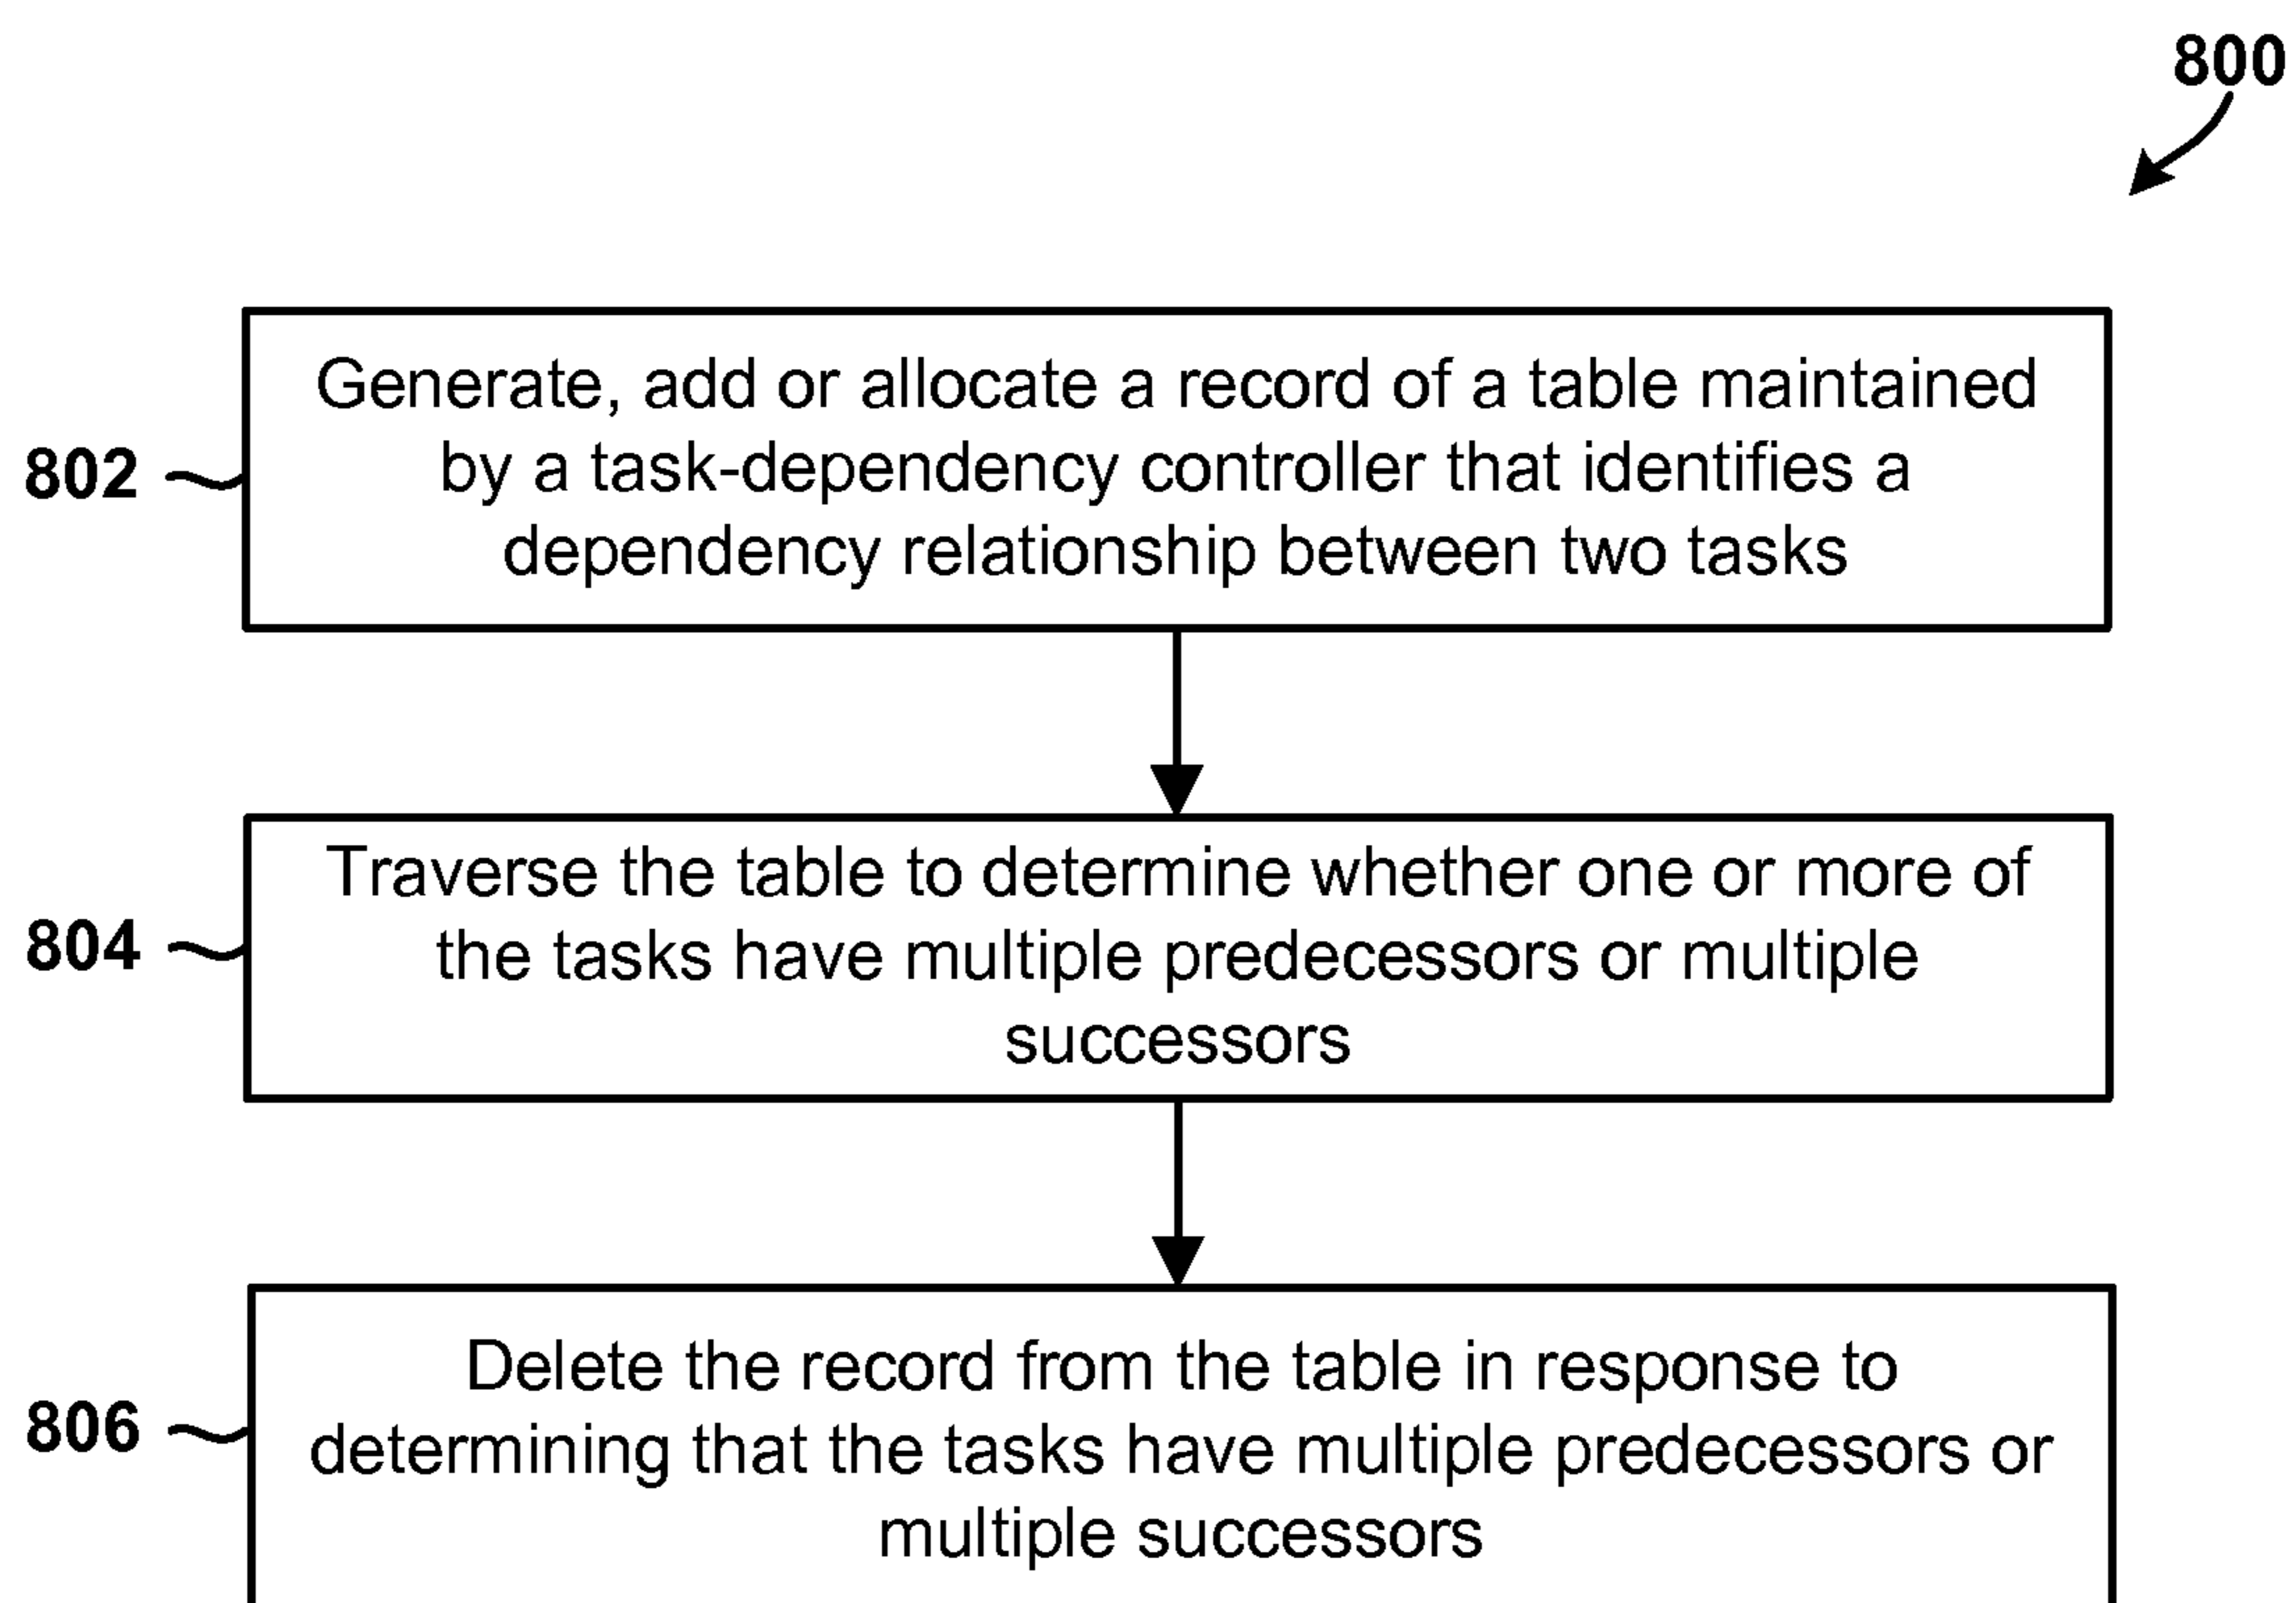 800
802
Generate, add or allocate a record of a table maintained
by a task-dependency controller that identifies a
dependency relationship between two tasks
804
Traverse the table to determine whether one or more of
the tasks have multiple predecessors or multiple
successors
806
Delete the record from the table in response to
determining that the tasks have multiple predecessors or
multiple successors